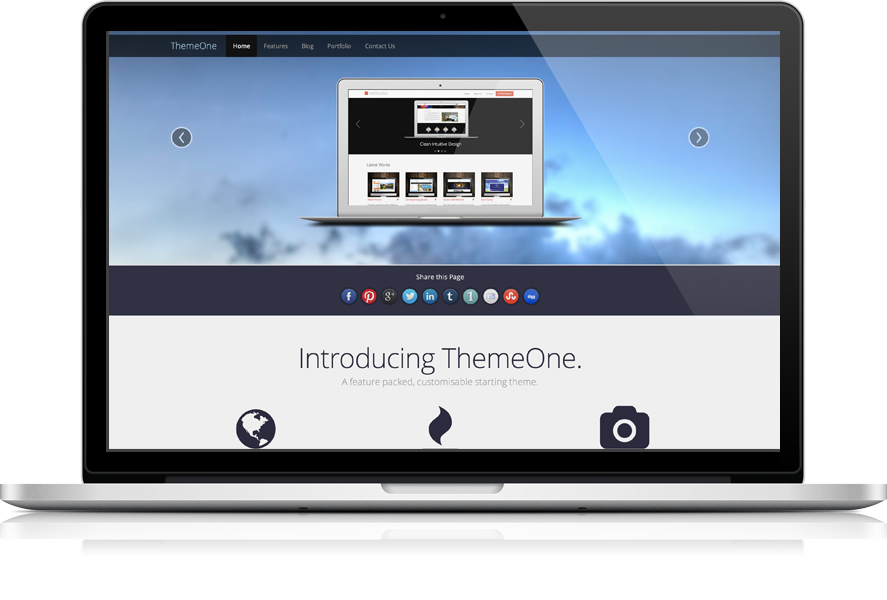 ThemeOne Home Features Blog Portfolio Contact Us
Clean Intuitive Design
Latest Works
Share this Page
Introducing ThemeOne.
A feature packed, customisable starting theme.